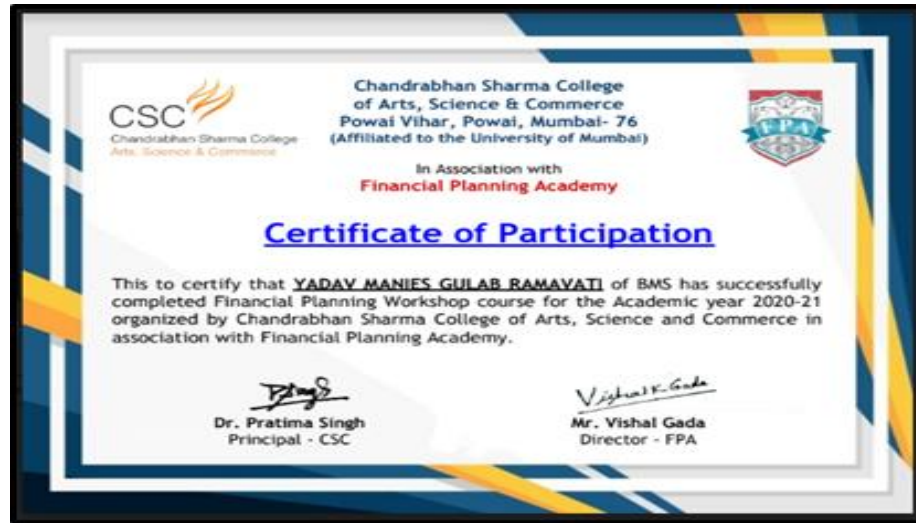 CSC
Chandrabhan Sharma College
Arts, Science & Commerce
Chandrabhan Sharma College
of Arts, Science & Commerce
Powai Vihar, Powai, Mumbai- 76
(Affiliated to the University of Mumbai)
In Association with
Financial Planning Academy
FPA
Certificate of Participation
This to certify that YADAV MANIES GULAB RAMAVATI of BMS has successfully
completed Financial Planning Workshop course for the Academic year 2020-21
organized by Chandrabhan Sharma College of Arts, Science and Commerce in
association with Financial Planning Academy.
Vishal K. Gada
Dr. Pratima Singh
Principal - CSC
Mr. Vishal Gada
Director - FPA